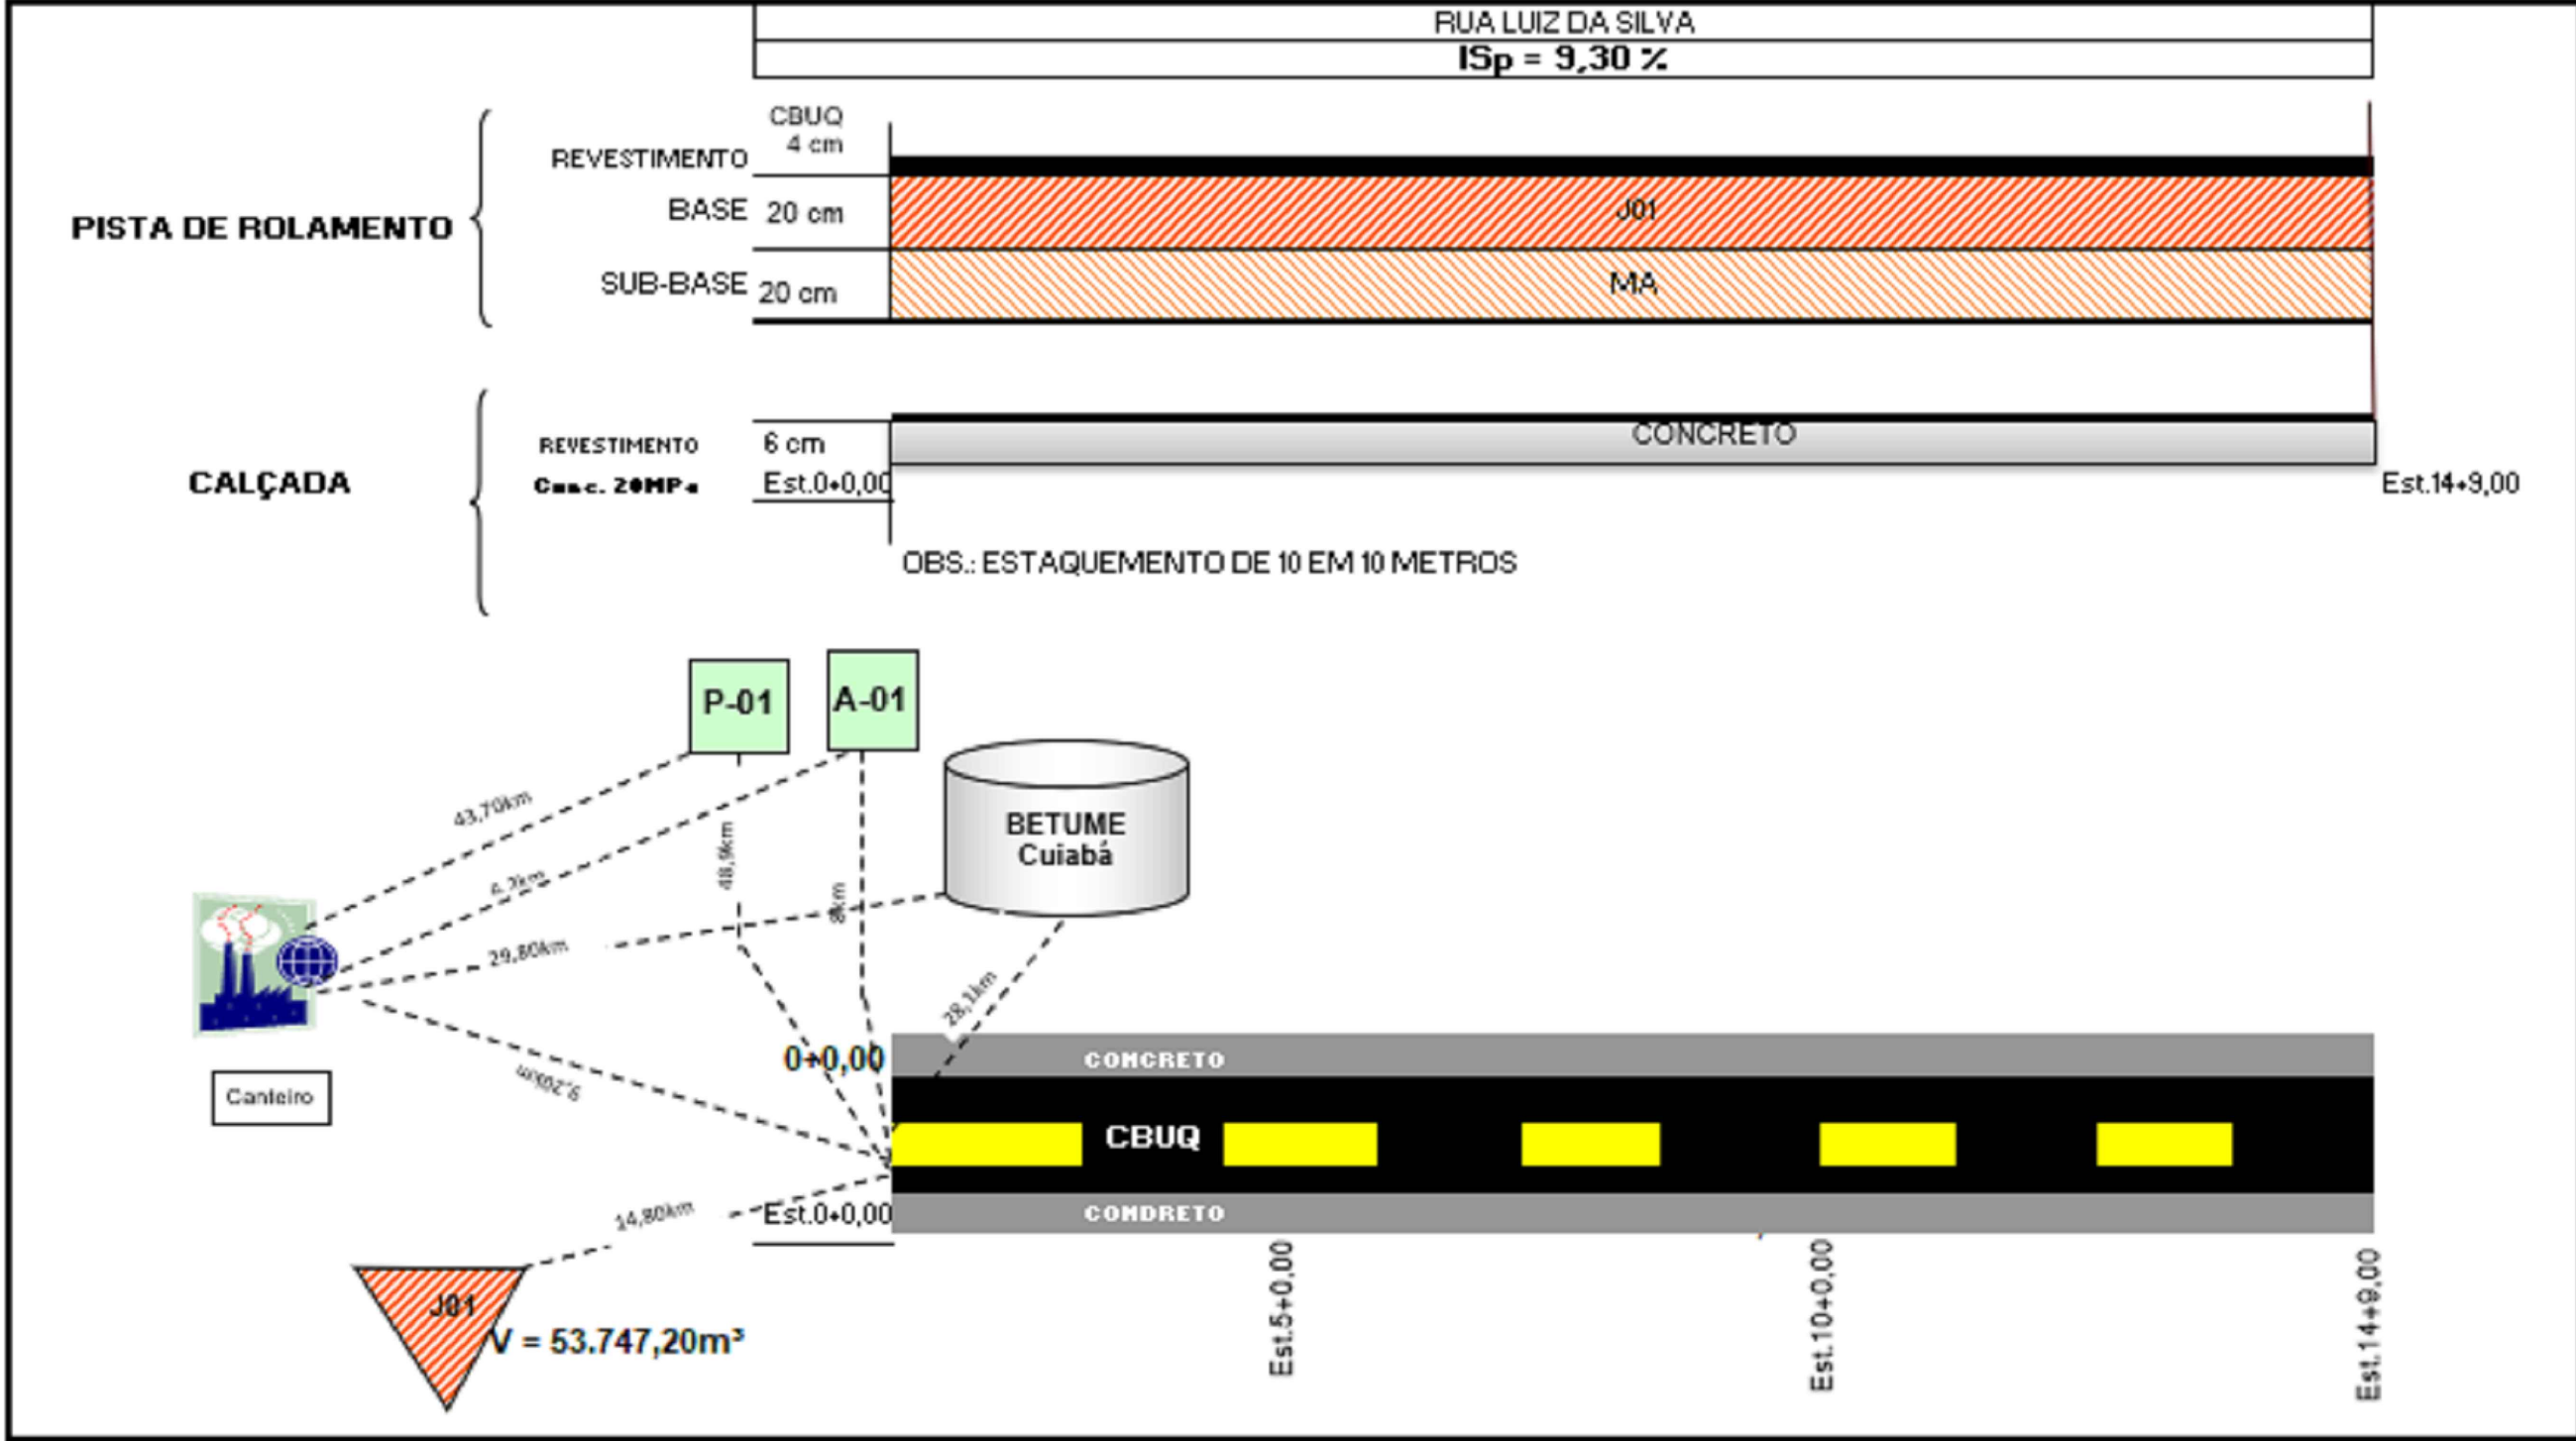 RUA LUIZ DA SILVA
ISp = 9,30 %
CBUQ
4 cm
REVESTIMENTO
BASE 20 cm
J01
PISTA DE ROLAMENTO
SUB-BASE 20 cm
MA
REVESTIMENTO 6 cm
CONCRETO
CALÇADA
Conc. 20MPa
Est.0+0,00
Est.14+9,00
OBS.: ESTAQUEMENTO DE 10 EM 10 METROS
P-01
A-01
BETUME
Cuiabá
43,70km
48,9km
8km
29,80km
28,1km
0+0,00
COMCRETO
Canteiro
CBUQ
14,80km
Est.0+0,00
COMDRETO
J01
V = 53.747,20m³
Est.5+0,00
Est.10+0,00
Est.14+9,00